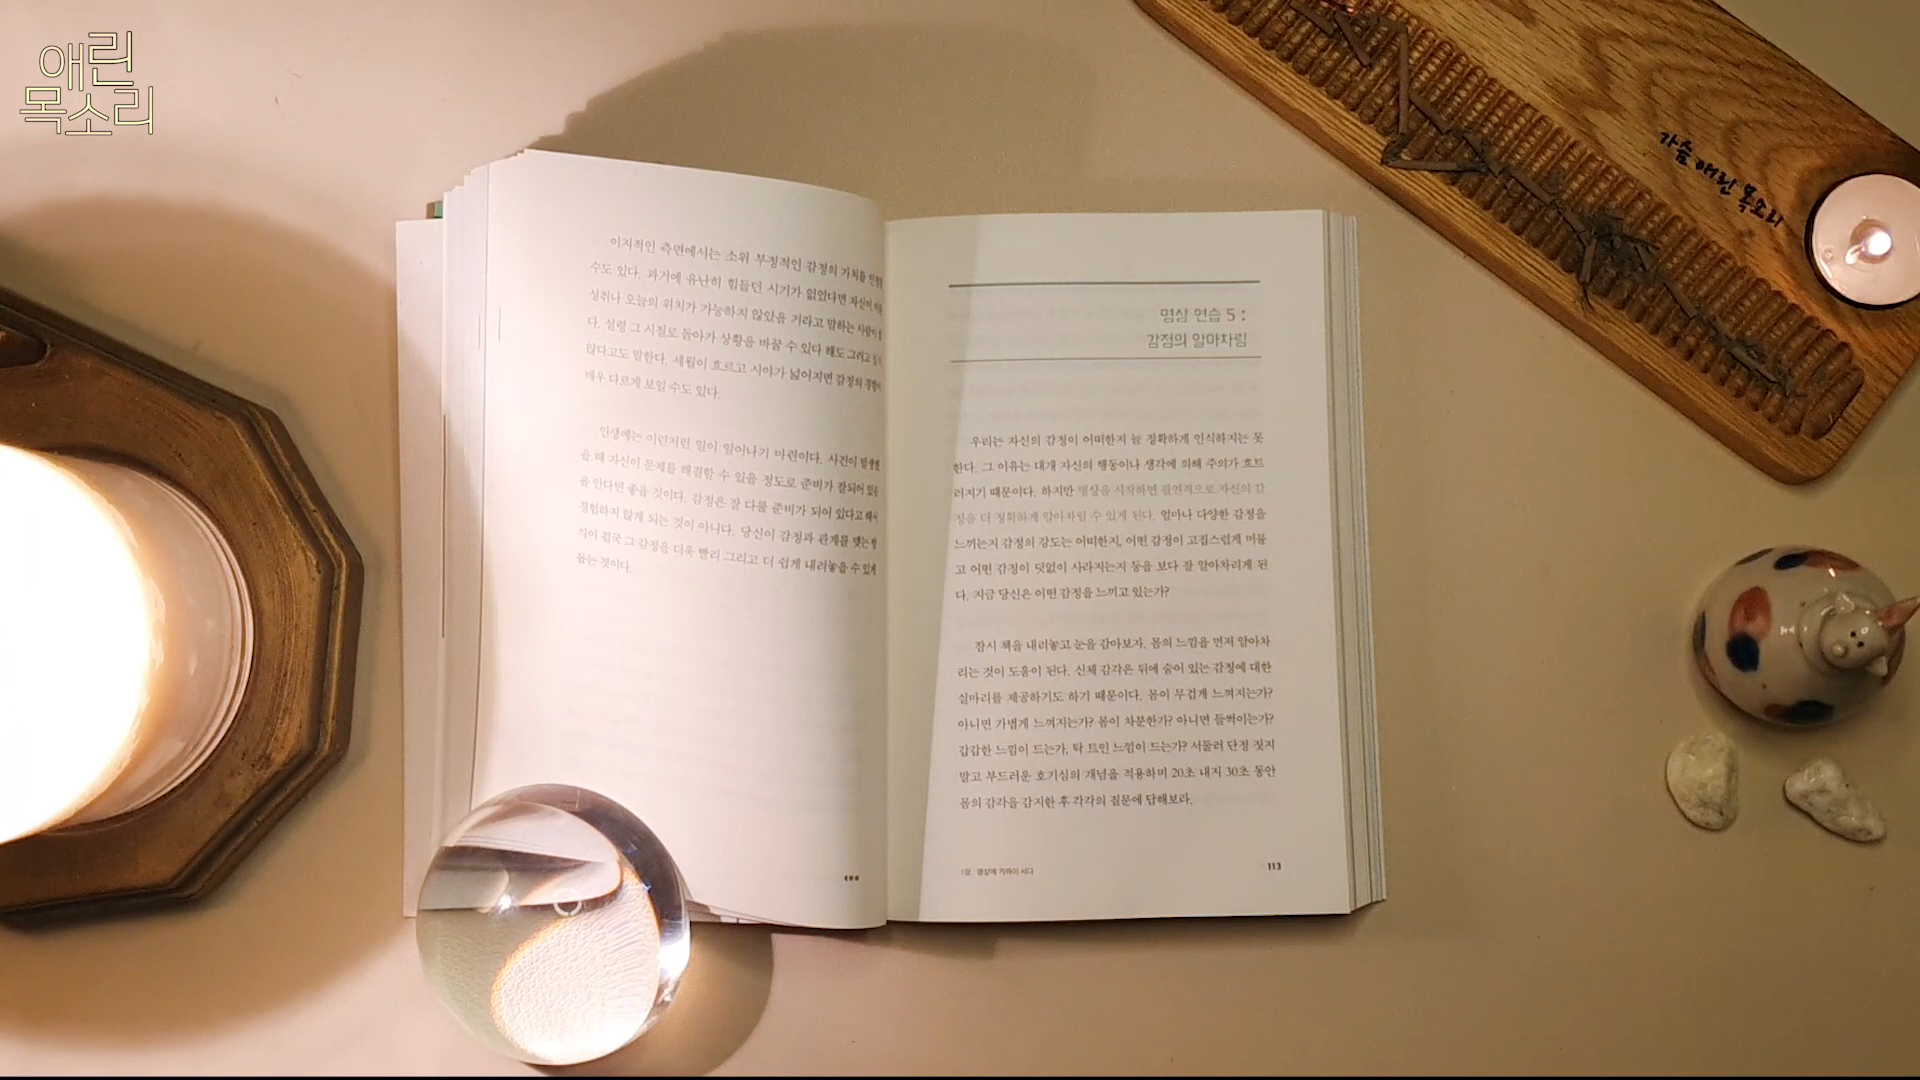 애린
목소리
가슴 애린 목소리
이지적인 측면에서는 소위 부정적인 감정의 가치를
수도 있다. 과거에 유난히 힘들던 시기가 없었다면 자신의
성취나 오늘의 위치가 가능하지 않았을 거라고 말하는 사람이
다. 설령 그 시절로 돌아가 상황을 바꿀 수 있다 해도 그러고 싶지
않다고도 말한다. 세월이 흐르고 시야가 넓어지면 감정의 경험이
매우 다르게 보일 수도 있다.
인생에는 이런저런 일이 일어나기 마련이다. 사건이
을 때 자신이 문제를 해결할 수 있을 정도로 준비가 잘되어
을 안다면 좋을 것이다. 감정은 잘 다룰 준비가 되어 있다고 해서
경험하지 않게 되는 것이 아니다. 당신이 감정과 관계를 맺는 방
식이 결국 그 감정을 더욱 빨리 그리고 더 쉽게 내려놓을 수 있게
돕는 것이다.
명상 연습 5 :
감정의 알아차림
우리는 자신의 감정이 어떠한지 늘 정확하게 인식하지는 못
한다. 그 이유는 대개 자신의 행동이나 생각에 의해 주의가 흐트
러지기 때문이다. 하지만 명상을 시작하면 필연적으로 자신의 감
정을 더 정확하게 알아차릴 수 있게 된다. 얼마나 다양한 감정을
느끼는지 감정의 강도는 어떠한지, 어떤 감정이 고집스럽게 머물
고 어떤 감정이 덧없이 사라지는지 등을 보다 잘 알아차리게 된
다. 지금 당신은 어떤 감정을 느끼고 있는가?
잠시 책을 내려놓고 눈을 감아보자. 몸의 느낌을 먼저 알아차
리는 것이 도움이 된다. 신체 감각은 뒤에 숨어 있는 감정에 대한
실마리를 제공하기도 하기 때문이다. 몸이 무겁게 느껴지는가?
아니면 가볍게 느껴지는가? 몸이 차분한가? 아니면 들썩이는가?
갑갑한 느낌이 드는가, 탁 트인 느낌이 드는가? 서둘러 단정 짓지
말고 부드러운 호기심의 개념을 적용하며 20초 내지 30초 동안
몸의 감각을 감지한 후 각각의 질문에 답해보라.
1장 명상에 가까이 서다
113